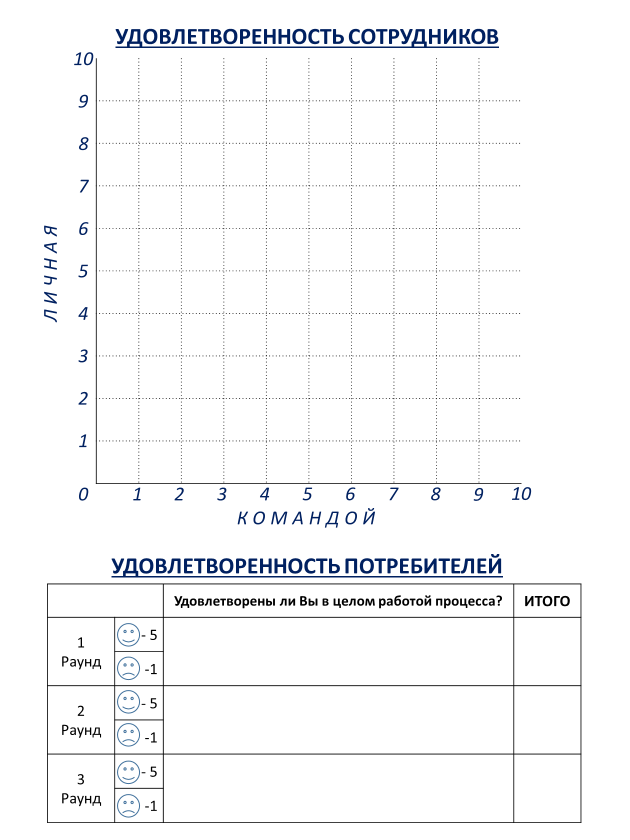 УДОВЛЕТВОРЕННОСТЬ СОТРУДНИКОВ
10
9
8
7
6
5
4
3
2
1
ЛИЧНАЯ
0 1 2 3 4 5 6 7 8 9 10
КОМАНДОЙ
УДОВЛЕТВОРЕННОСТЬ ПОТРЕБИТЕЛЕЙ
Удовлетворены ли Вы в целом работой процесса? ИТОГО
1
Раунд
- 5
-1
2
Раунд
- 5
-1
3
Раунд
- 5
-1